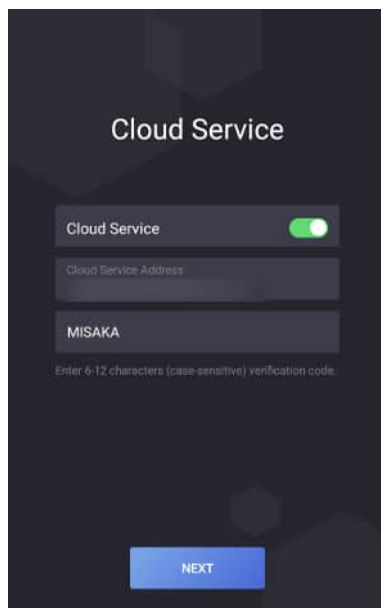 Cloud Service
Cloud Service
Cloud Service Address
MISAKA
Enter 6-12 characters (case-sensitive) verification code.
NEXT